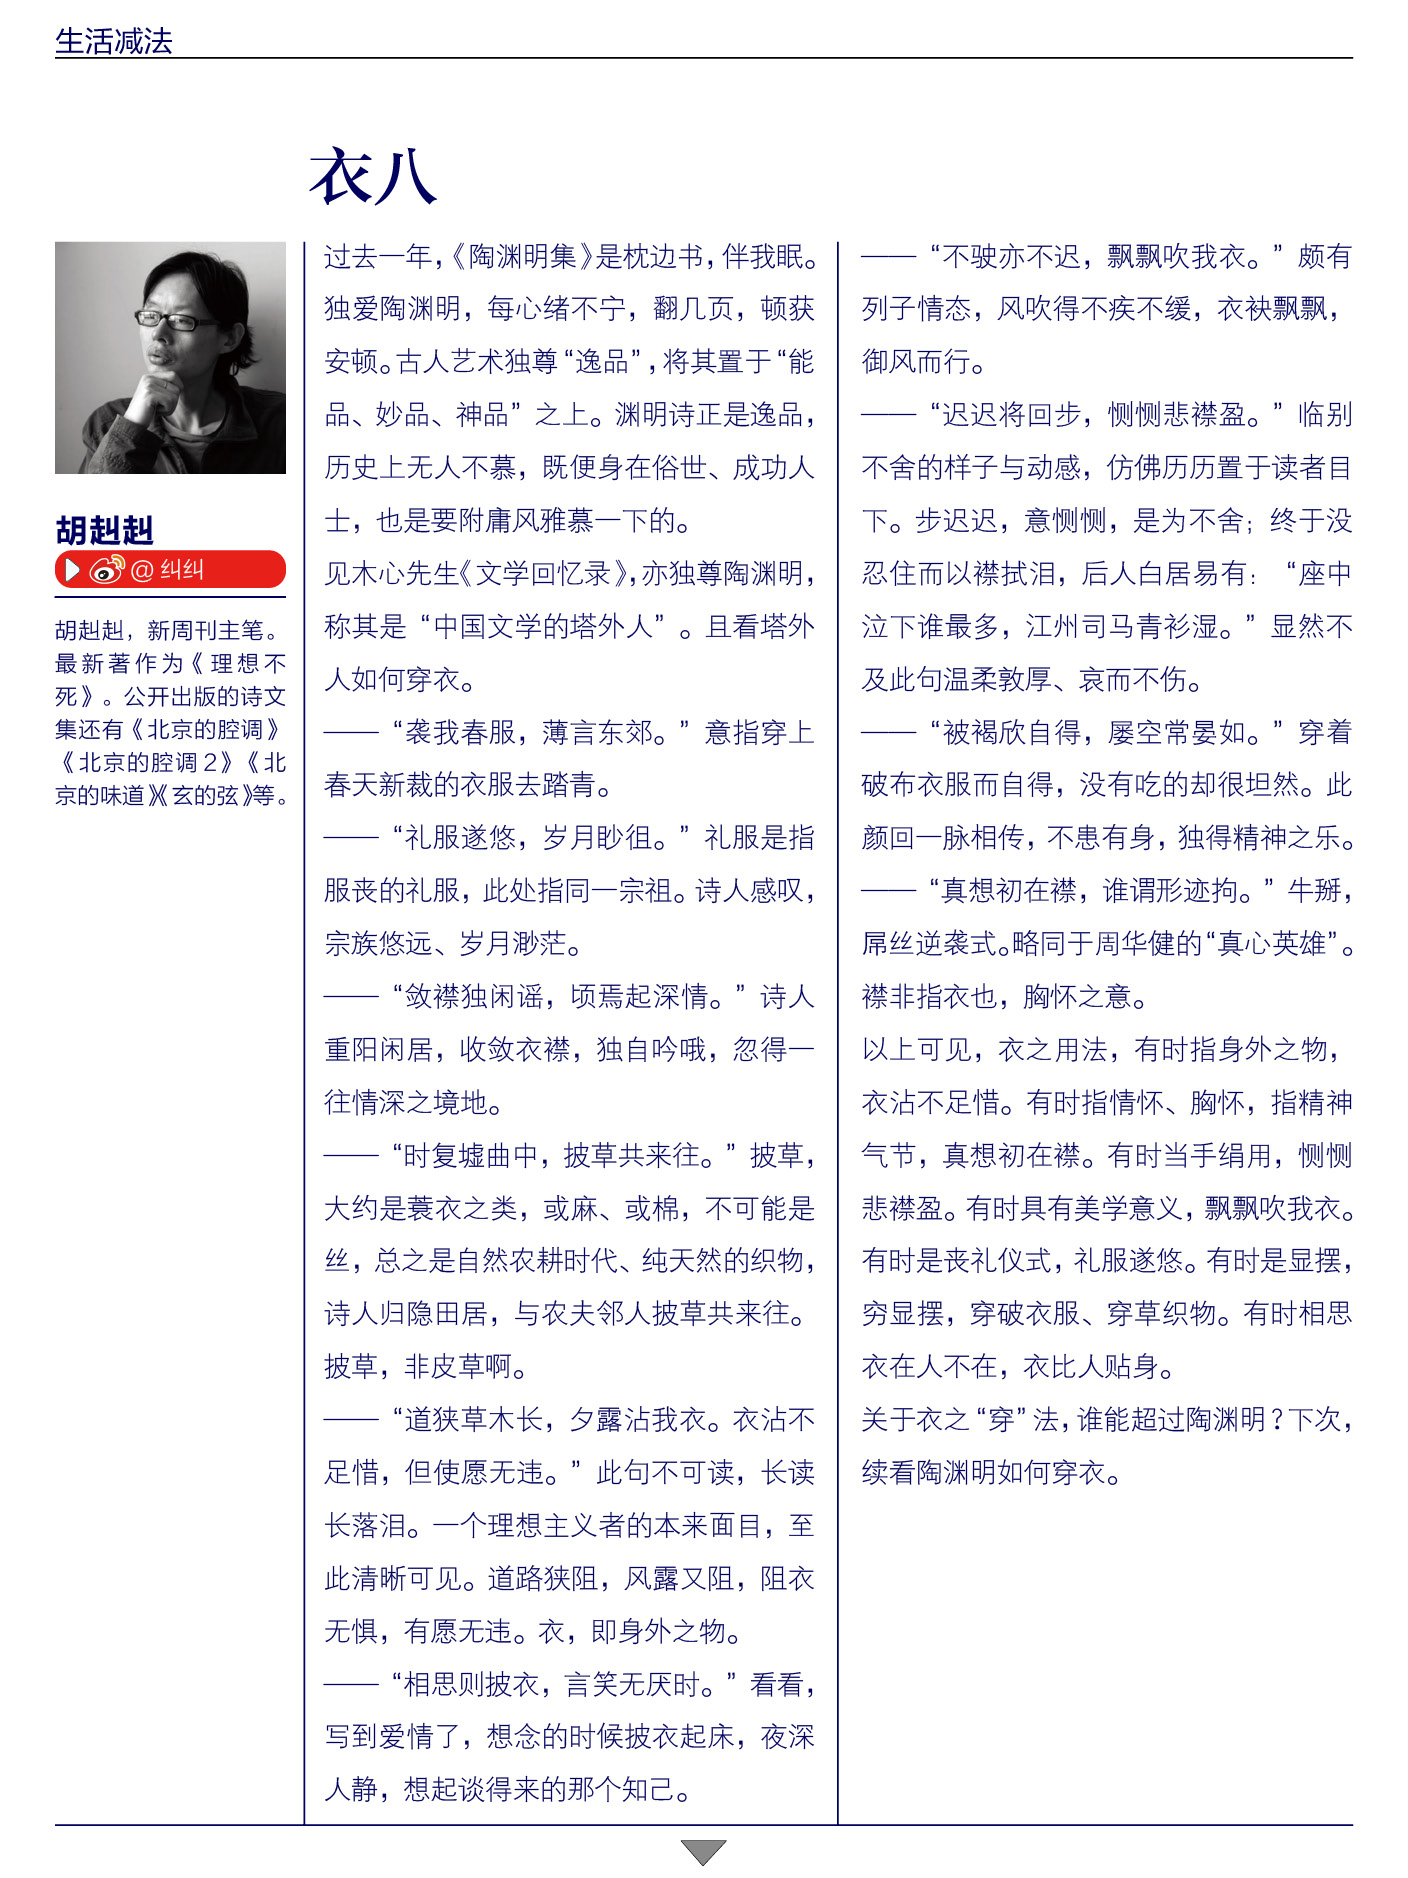 生活减法
衣八
胡赳赳
@ 纠纠
胡赳赳，新周刊主笔。
最新著作为《理想不
死》。公开出版的诗文
集还有《北京的腔调》
《北京的腔调 2》《北
京的味道》《玄的弦》等。
过去一年，《陶渊明集》是枕边书，伴我眠。
独爱陶渊明，每心绪不宁，翻几页，顿获
安顿。古人艺术独尊“逸品”，将其置于“能
品、妙品、神品”之上。渊明诗正是逸品，
历史上无人不慕，既便身在俗世、成功人
士，也是要附庸风雅慕一下的。
见木心先生《文学回忆录》，亦独尊陶渊明，
称其是“中国文学的塔外人”。且看塔外
人如何穿衣。
——“袭我春服，薄言东郊。”意指穿上
春天新裁的衣服去踏青。
——“礼服遂悠，岁月眇徂。”礼服是指
服丧的礼服，此处指同一宗祖。诗人感叹，
宗族悠远、岁月渺茫。
——“敛襟独闲谣，顷焉起深情。”诗人
重阳闲居，收敛衣襟，独自吟哦，忽得一
往情深之境地。
——“时复墟曲中，披草共来往。”披草，
大约是蓑衣之类，或麻、或棉，不可能是
丝，总之是自然农耕时代、纯天然的织物，
诗人归隐田居，与农夫邻人披草共来往。
披草，非皮草啊。
——“道狭草木长，夕露沾我衣。衣沾不
足惜，但使愿无违。”此句不可读，长读
长落泪。一个理想主义者的本来面目，至
此清晰可见。道路狭阻，风露又阻，阻衣
无惧，有愿无违。衣，即身外之物。
——“相思则披衣，言笑无厌时。”看看，
写到爱情了，想念的时候披衣起床，夜深
人静，想起谈得来的那个知己。
——“不驶亦不迟，飘飘吹我衣。”颇有
列子情态，风吹得不疾不缓，衣袂飘飘，
御风而行。
——“迟迟将回步，恻恻悲襟盈。”临别
不舍的样子与动感，仿佛历历置于读者目
下。步迟迟，意恻恻，是为不舍；终于没
忍住而以襟拭泪，后人白居易有：“座中
泣下谁最多，江州司马青衫湿。”显然不
及此句温柔敦厚、哀而不伤。
——“被褐欣自得，屡空常晏如。”穿着
破布衣服而自得，没有吃的却很坦然。此
颜回一脉相传，不患有身，独得精神之乐。
——“真想初在襟，谁谓形迹拘。”牛掰，
屌丝逆袭式。略同于周华健的“真心英雄”。
襟非指衣也，胸怀之意。
以上可见，衣之用法，有时指身外之物，
衣沾不足惜。有时指情怀、胸怀，指精神
气节，真想初在襟。有时当手绢用，恻恻
悲襟盈。有时具有美学意义，飘飘吹我衣。
有时是丧礼仪式，礼服遂悠。有时是显摆，
穷显摆，穿破衣服、穿草织物。有时相思
衣在人不在，衣比人贴身。
关于衣之“穿”法，谁能超过陶渊明？下次，
续看陶渊明如何穿衣。